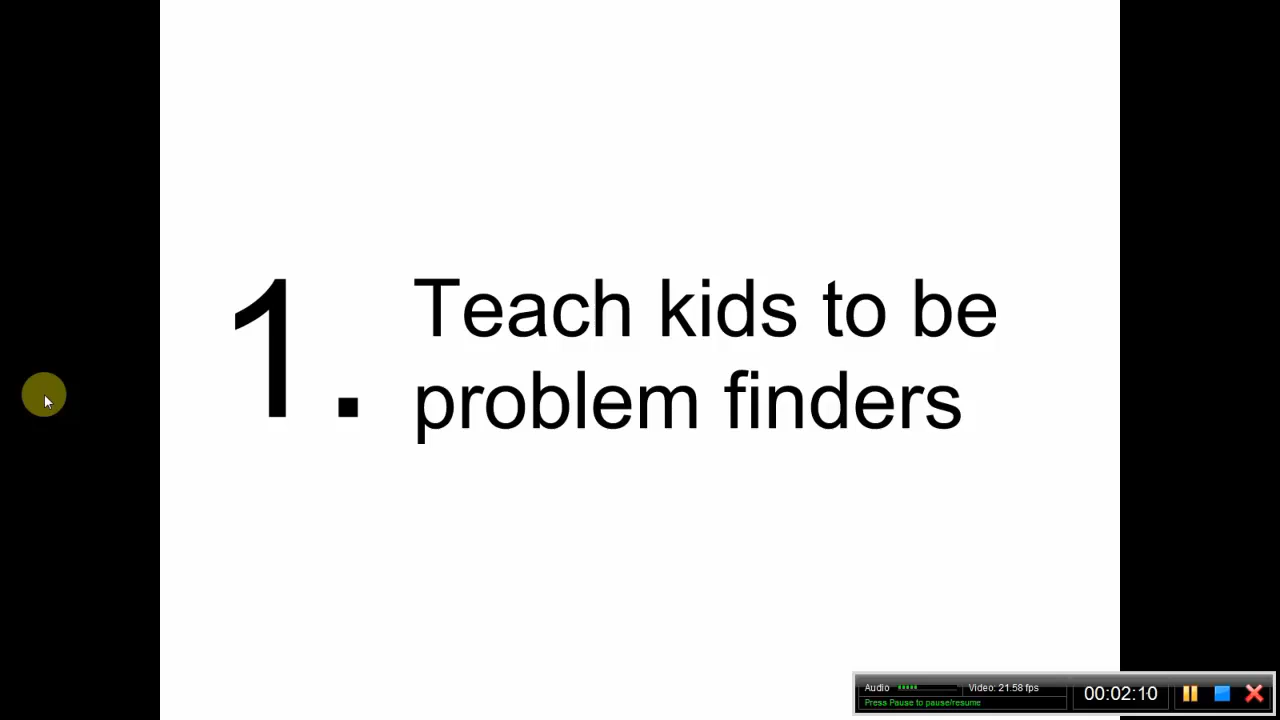 1. Teach kids to be
problem finders
Audio Video: 21.58 fps 00:02:10
Press Pause to pause/resume